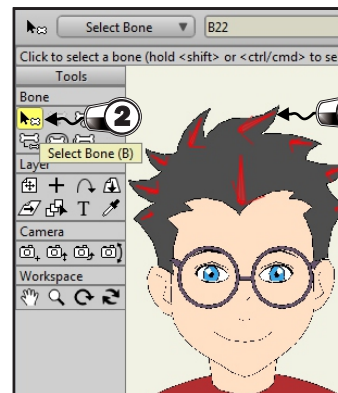 Select Bone B22
Click to select a bone (hold <shift> or <ctrl/cmd> to se
Tools
Bone
2
Select Bone (B)
Layer
T
Camera
Workspace